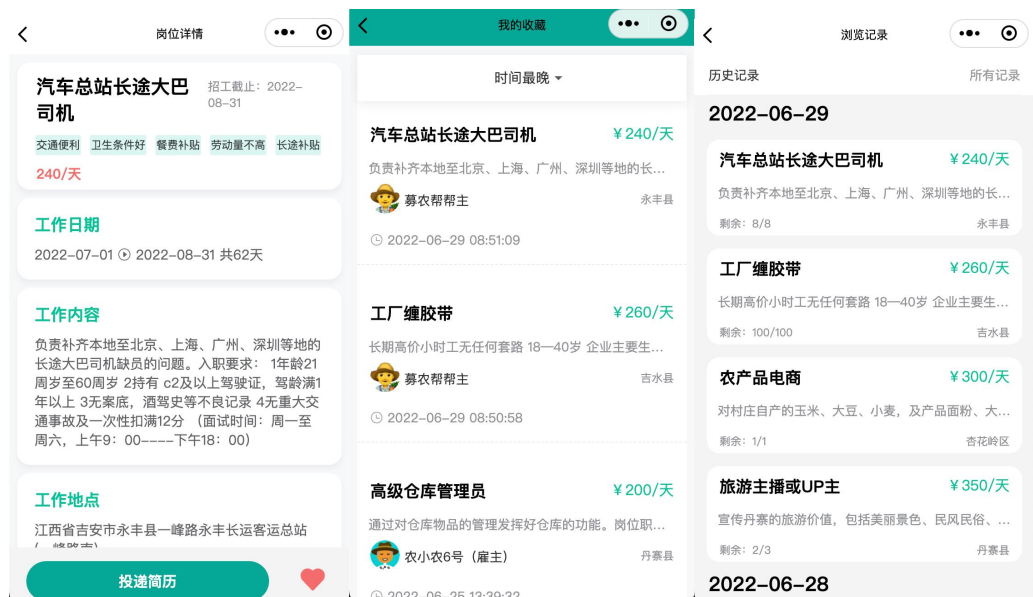 岗位详情
汽车总站长途大巴
司机
招工截止：2022-
08-31
交通便利 卫生条件好 餐费补贴 劳动量不高 长途补贴
240/天
工作日期
2022-07-01 2022-08-31 共62天
工作内容
负责补齐本地至北京、上海、广州、深圳等地的
长途大巴司机缺员的问题。入职要求： 1年龄21
周岁至60周岁 2持有 c2及以上驾驶证，驾龄满1
年以上 3无案底，酒驾史等不良记录 4无重大交
通事故及一次性扣满12分 （面试时间：周一至
周六，上午9：00----下午18：00）
工作地点
江西省吉安市永丰县一峰路永丰长运客运总站
投递简历
我的收藏
时间最晚
汽车总站长途大巴司机 ¥240/天
负责补齐本地至北京、上海、广州、深圳等地的长...
募农帮帮主 永丰县
2022-06-29 08:51:09
工厂缠胶带 ¥260/天
长期高价小时工无任何套路 18—40岁 企业主要生...
募农帮帮主 吉水县
2022-06-29 08:50:58
高级仓库管理员 ¥200/天
通过对仓库物品的管理发挥好仓库的功能。岗位职...
农小农6号（雇主） 丹寨县
2022-06-25 13:39:32
浏览记录
历史记录 所有记录
2022-06-29
汽车总站长途大巴司机 ¥240/天
负责补齐本地至北京、上海、广州、深圳等地的长...
剩余：8/8 永丰县
工厂缠胶带 ¥260/天
长期高价小时工无任何套路 18—40岁 企业主要生...
剩余：100/100 吉水县
农产品电商 ¥300/天
对村庄自产的玉米、大豆、小麦，及产品面粉、大...
剩余：1/1 杏花岭区
旅游主播或UP主 ¥350/天
宣传丹寨的旅游价值，包括美丽景色、民风民俗、...
剩余：2/3 丹寨县
2022-06-28